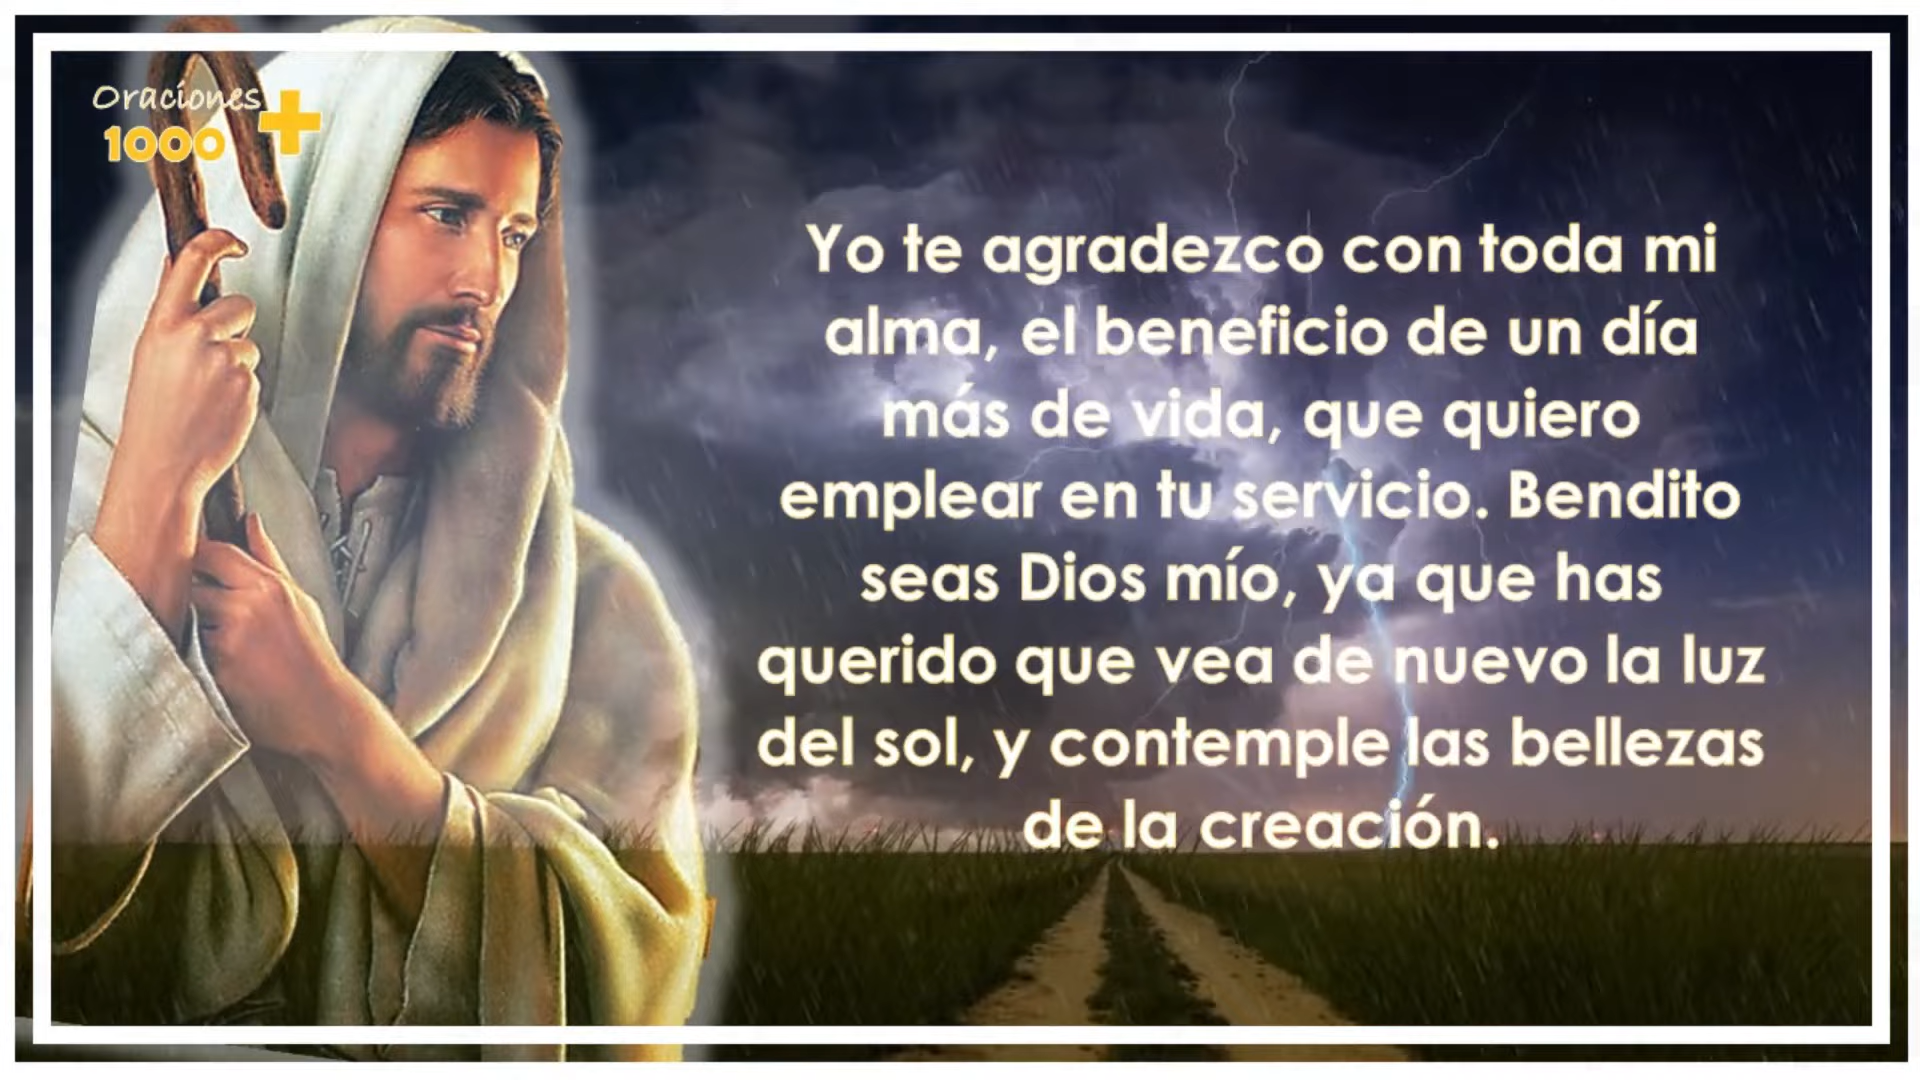 Oraciones
1000 +
Yo te agradezco con toda mi
alma, el beneficio de un día
más de vida, que quiero
emplear en tu servicio. Bendito
seas Dios mío, ya que has
querido que vea de nuevo la luz
del sol, y contemple las bellezas
de la creación.